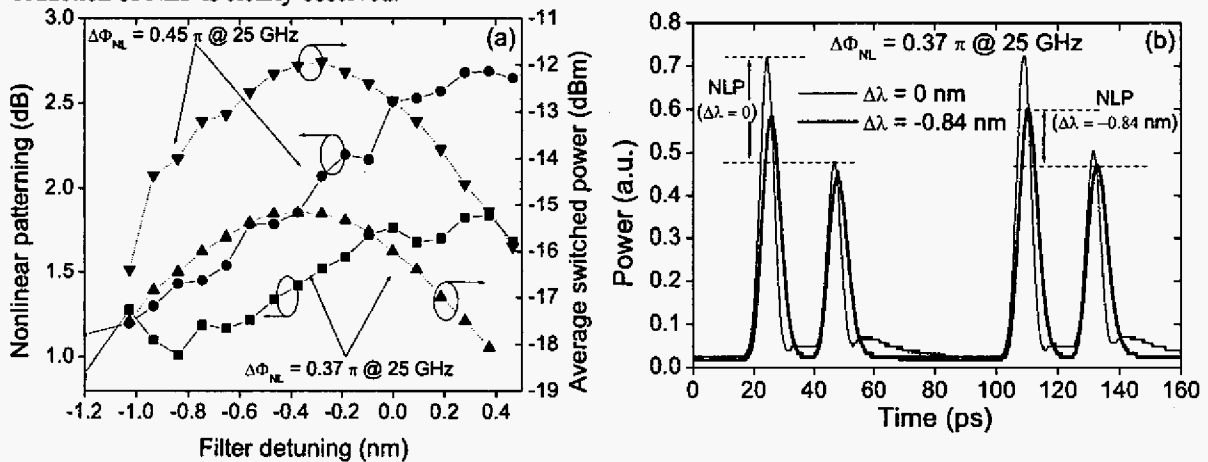 3.0
2.5
2.0
1.5
1.0
Nonlinear patterning (dB)
-11
-12
-13
-14
-15
-16
-17
-18
-19
Average switched power (dBm)
(a)
ΔΦNL = 0.45 π @ 25 GHz
ΔΦNL = 0.37 π @ 25 GHz
-1.2 -1.0 -0.8 -0.6 -0.4 -0.2 0.0 0.2 0.4
Filter detuning (nm)
0.8
0.7
0.6
0.5
0.4
0.3
0.2
0.1
0.0
Power (a.u.)
ΔΦNL = 0.37 π @ 25 GHz
(b)
NLP
(Δλ = 0)
Δλ = 0 nm
Δλ = -0.84 nm
NLP
(Δλ = −0.84 nm)
0 20 40 60 80 100 120 140 160
Time (ps)